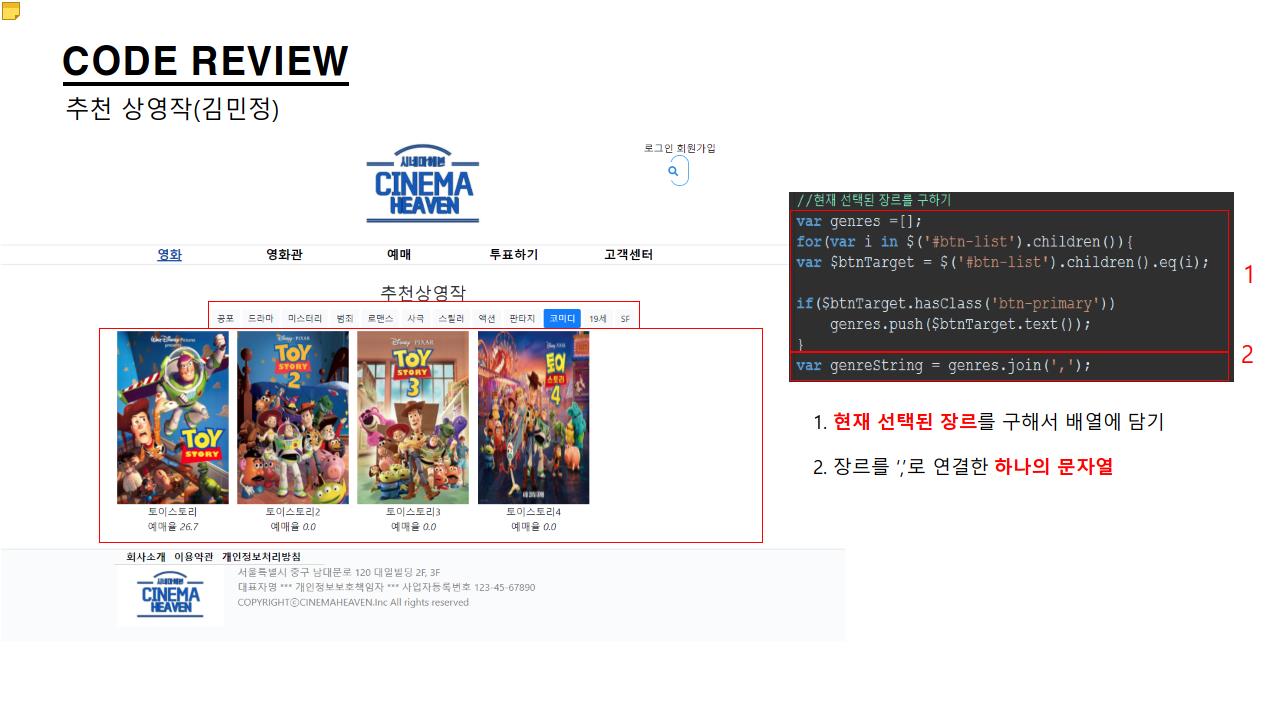 CODE REVIEW
추천 상영작(김민정)
시네마헤븐
CINEMA
HEAVEN
로그인 회원가입
영화 영화관 예매 투표하기 고객센터
추천상영작
공포 드라마 미스터리 범죄 로맨스 사극 스릴러 액션 판타지 코미디 19세 SF
Walt Disney Pictures
presents
TOY
STORY
Disney · PIXAR
TOY
STORY
2
Disney · PIXAR
TOY
STORY
3
토이
스토리
4
토이스토리 토이스토리2 토이스토리3 토이스토리4
예매율 26.7 예매율 0.0 예매율 0.0 예매율 0.0
회사소개 이용약관 개인정보처리방침
시네마헤븐
CINEMA
HEAVEN
서울특별시 중구 남대문로 120 대일빌딩 2F, 3F
대표자명 *** 개인정보보호책임자 *** 사업자등록번호 123-45-67890
COPYRIGHTⓒCINEMAHEAVEN.Inc All rights reserved
//현재 선택된 장르를 구하기
var genres =[];
for(var i in $('#btn-list').children()){
var $btnTarget = $('#btn-list').children().eq(i);
if($btnTarget.hasClass('btn-primary'))
genres.push($btnTarget.text());
}
var genreString = genres.join(',');
1
2
1. 현재 선택된 장르를 구해서 배열에 담기
2. 장르를 ‘,’로 연결한 하나의 문자열